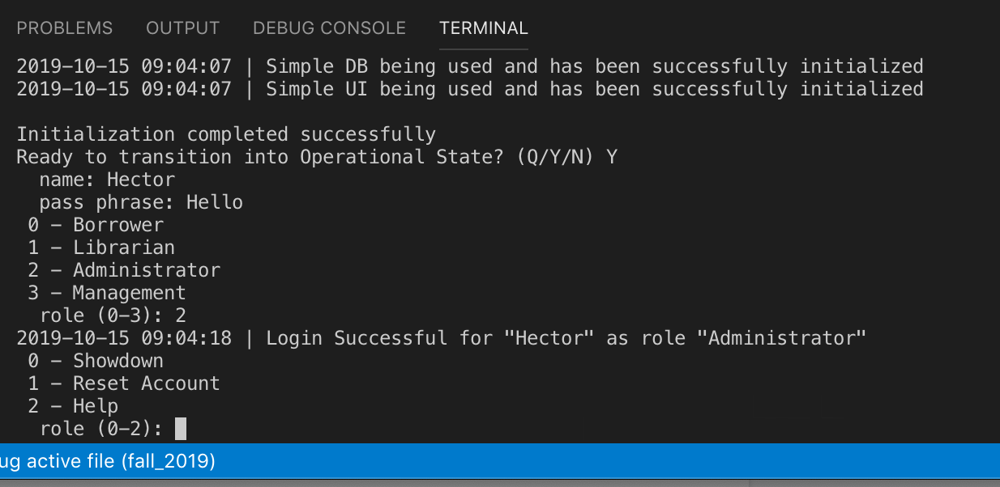 PROBLEMS OUTPUT DEBUG CONSOLE TERMINAL
2019-10-15 09:04:07 | Simple DB being used and has been successfully initialized
2019-10-15 09:04:07 | Simple UI being used and has been successfully initialized
Initialization completed successfully
Ready to transition into Operational State? (Q/Y/N) Y
name: Hector
pass phrase: Hello
0 - Borrower
1 - Librarian
2 - Administrator
3 - Management
role (0-3): 2
2019-10-15 09:04:18 | Login Successful for "Hector" as role "Administrator"
0 - Showdown
1 - Reset Account
2 - Help
role (0-2):
ug active file (fall_2019)